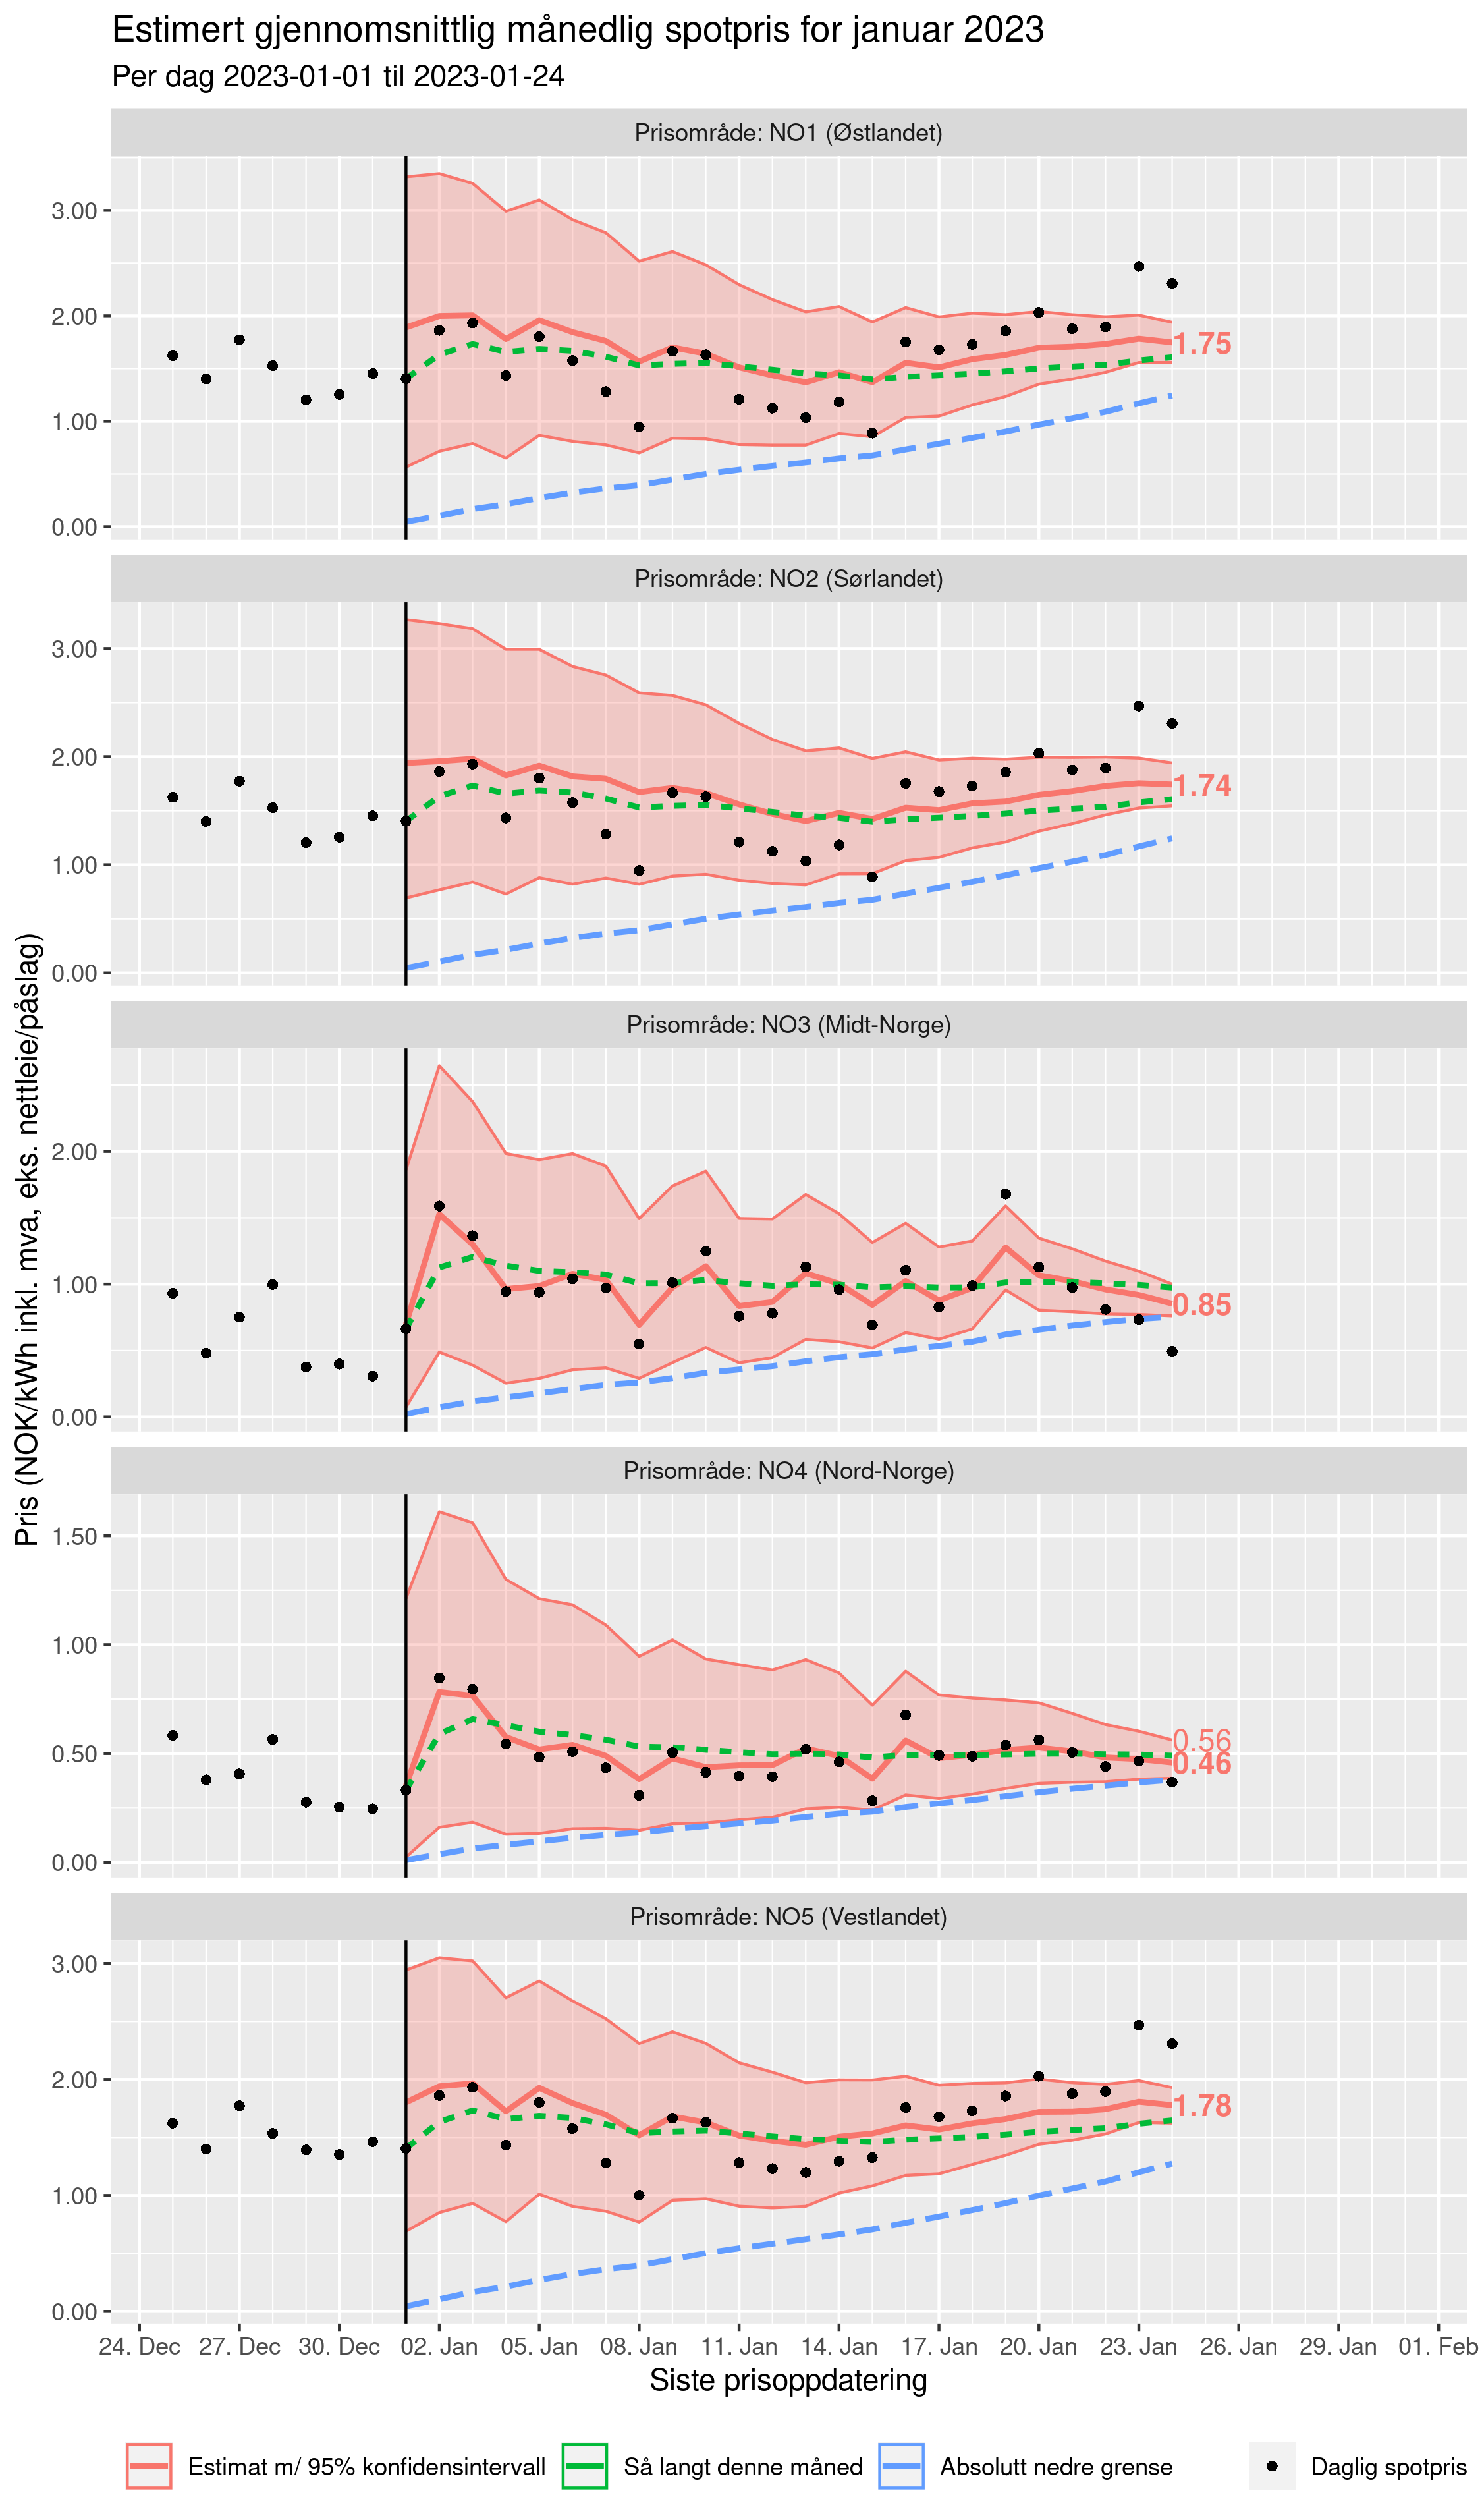 Estimert gjennomsnittlig månedlig spotpris for januar 2023
Per dag 2023-01-01 til 2023-01-24
Pris (NOK/kWh inkl. mva, eks. nettleie/påslag)
Prisområde: NO1 (Østlandet)
3.00
2.00
1.00
0.00
1.75
Prisområde: NO2 (Sørlandet)
3.00
2.00
1.00
0.00
1.74
Prisområde: NO3 (Midt-Norge)
2.00
1.00
0.00
0.85
Prisområde: NO4 (Nord-Norge)
1.50
1.00
0.50
0.00
0.56
0.46
Prisområde: NO5 (Vestlandet)
3.00
2.00
1.00
0.00
1.78
24. Dec 27. Dec 30. Dec 02. Jan 05. Jan 08. Jan 11. Jan 14. Jan 17. Jan 20. Jan 23. Jan 26. Jan 29. Jan 01. Feb
Siste prisoppdatering
Estimat m/ 95% konfidensintervall Så langt denne måned Absolutt nedre grense Daglig spotpris